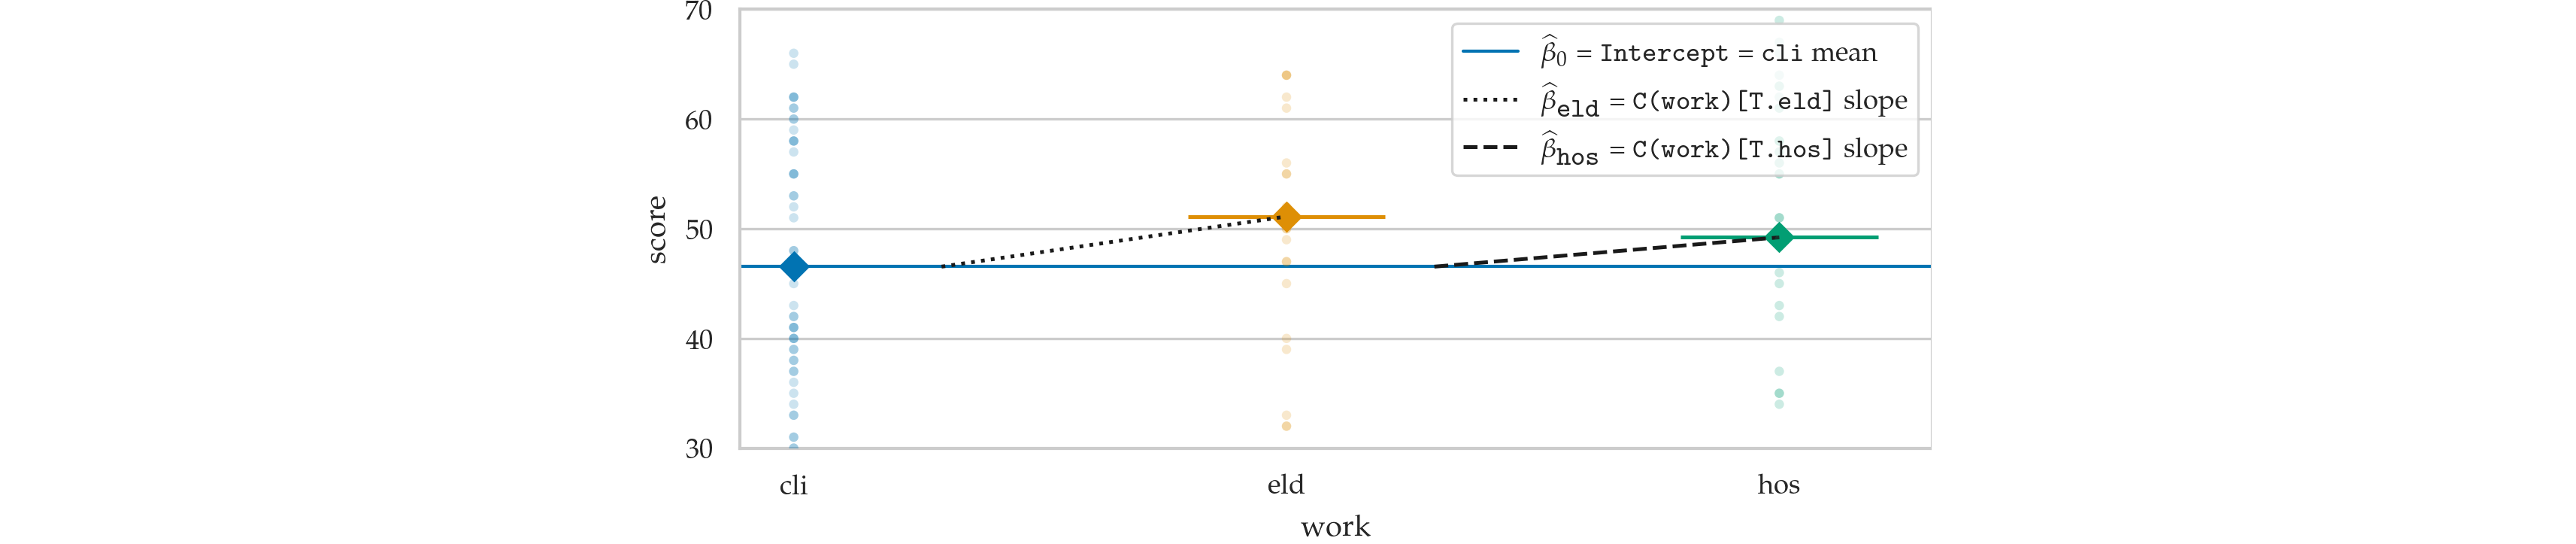 70
60
50
40
30
score
cli
eld
hos
work
β̂₀ = Intercept = cli mean
β̂eld = C(work)[T.eld] slope
β̂hos = C(work)[T.hos] slope